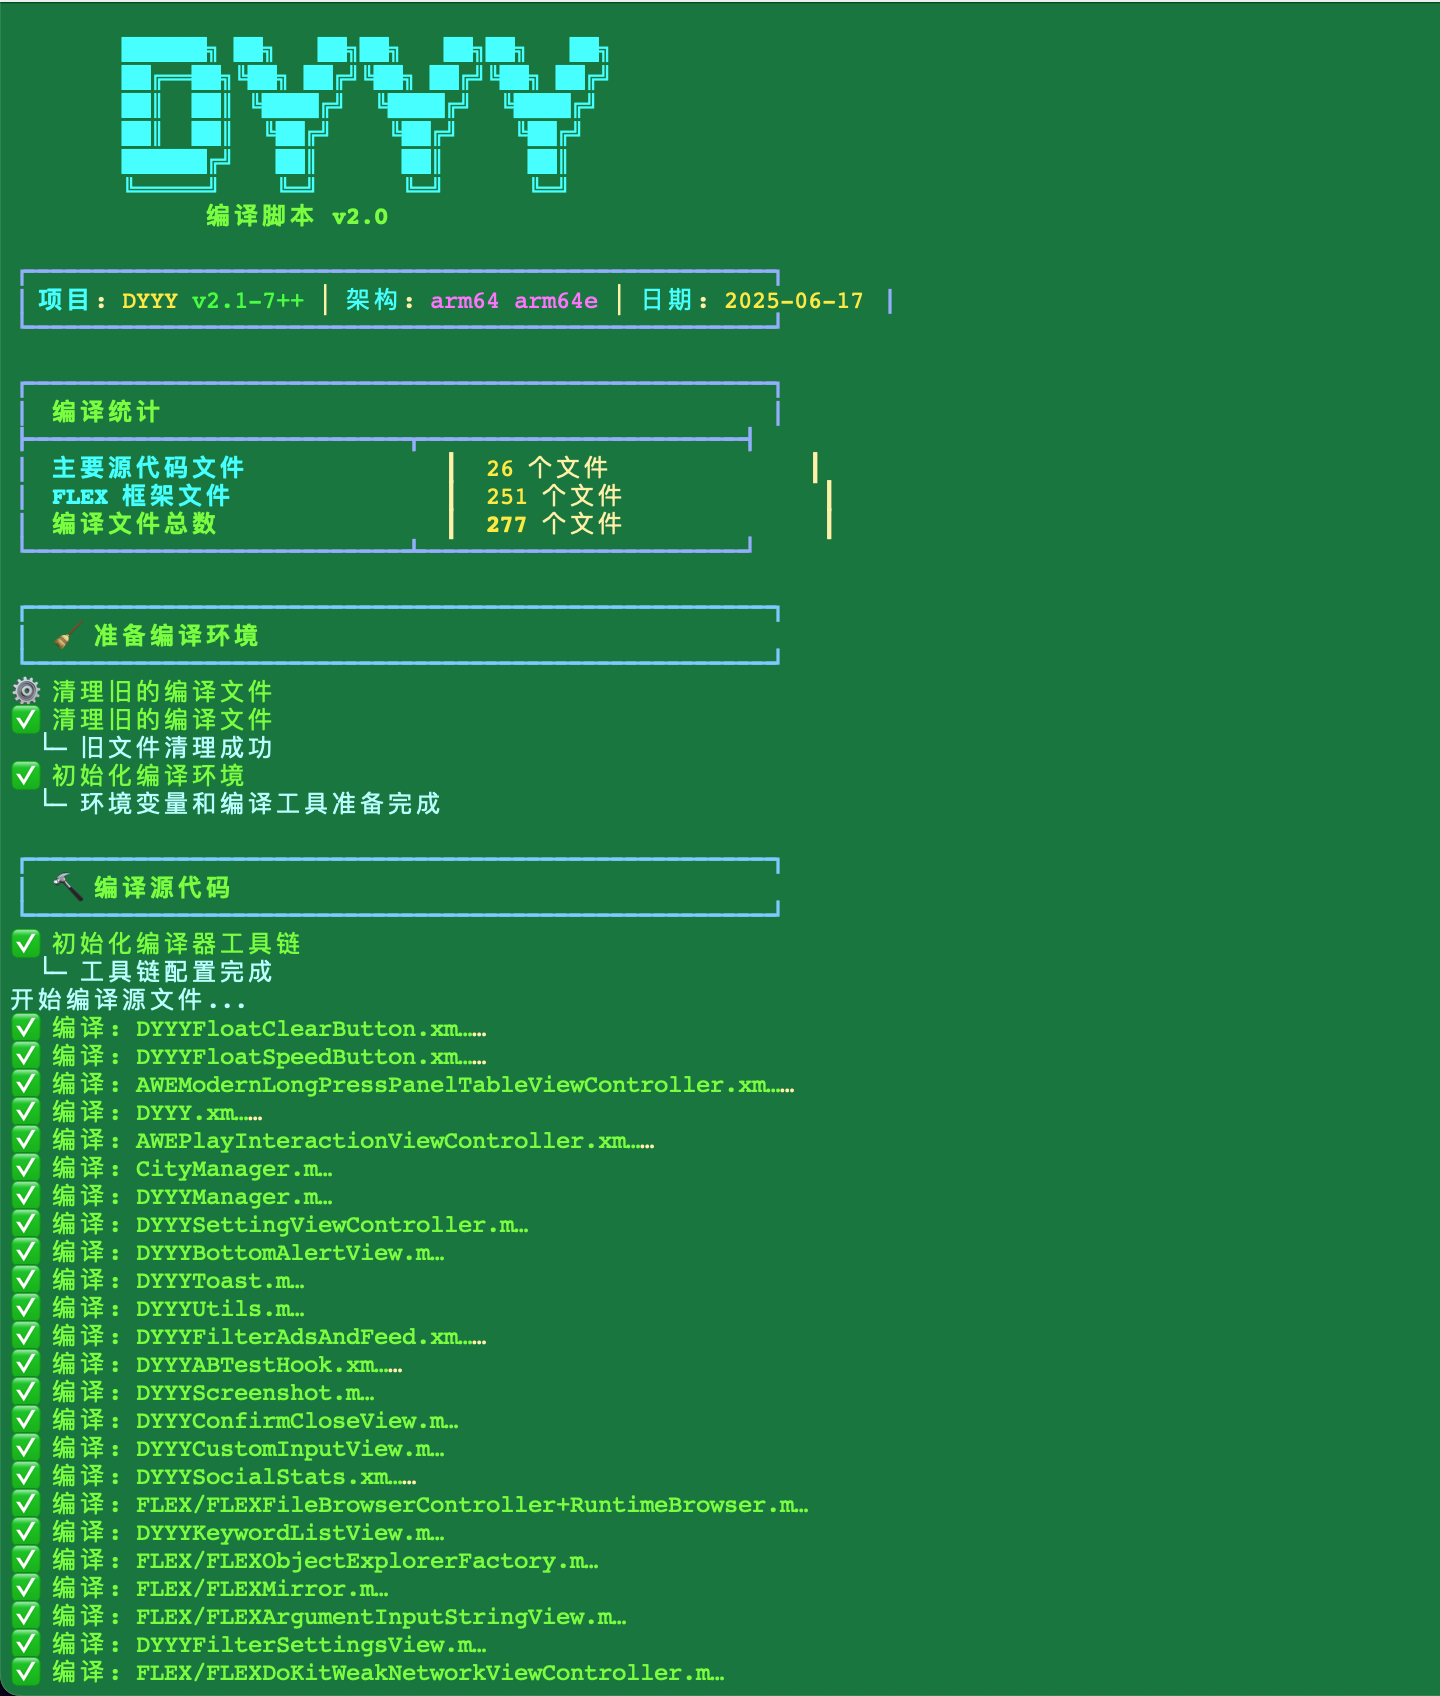 DYYY
编译脚本 v2.0
项目: DYYY v2.1-7++ | 架构: arm64 arm64e | 日期: 2025-06-17
编译统计
主要源代码文件 26 个文件
FLEX 框架文件 251 个文件
编译文件总数 277 个文件
🧹 准备编译环境
⚙️ 清理旧的编译文件
✅ 清理旧的编译文件
└─ 旧文件清理成功
✅ 初始化编译环境
└─ 环境变量和编译工具准备完成
🔨 编译源代码
✅ 初始化编译器工具链
└─ 工具链配置完成
开始编译源文件...
✅ 编译: DYYYFloatClearButton.xm……
✅ 编译: DYYYFloatSpeedButton.xm……
✅ 编译: AWEModernLongPressPanelTableViewController.xm……
✅ 编译: DYYY.xm……
✅ 编译: AWEPlayInteractionViewController.xm……
✅ 编译: CityManager.m…
✅ 编译: DYYYManager.m…
✅ 编译: DYYYSettingViewController.m…
✅ 编译: DYYYBottomAlertView.m…
✅ 编译: DYYYToast.m…
✅ 编译: DYYYUtils.m…
✅ 编译: DYYYFilterAdsAndFeed.xm……
✅ 编译: DYYYABTestHook.xm……
✅ 编译: DYYYScreenshot.m…
✅ 编译: DYYYConfirmCloseView.m…
✅ 编译: DYYYCustomInputView.m…
✅ 编译: DYYYSocialStats.xm……
✅ 编译: FLEX/FLEXFileBrowserController+RuntimeBrowser.m…
✅ 编译: DYYYKeywordListView.m…
✅ 编译: FLEX/FLEXObjectExplorerFactory.m…
✅ 编译: FLEX/FLEXMirror.m…
✅ 编译: FLEX/FLEXArgumentInputStringView.m…
✅ 编译: DYYYFilterSettingsView.m…
✅ 编译: FLEX/FLEXDoKitWeakNetworkViewController.m…